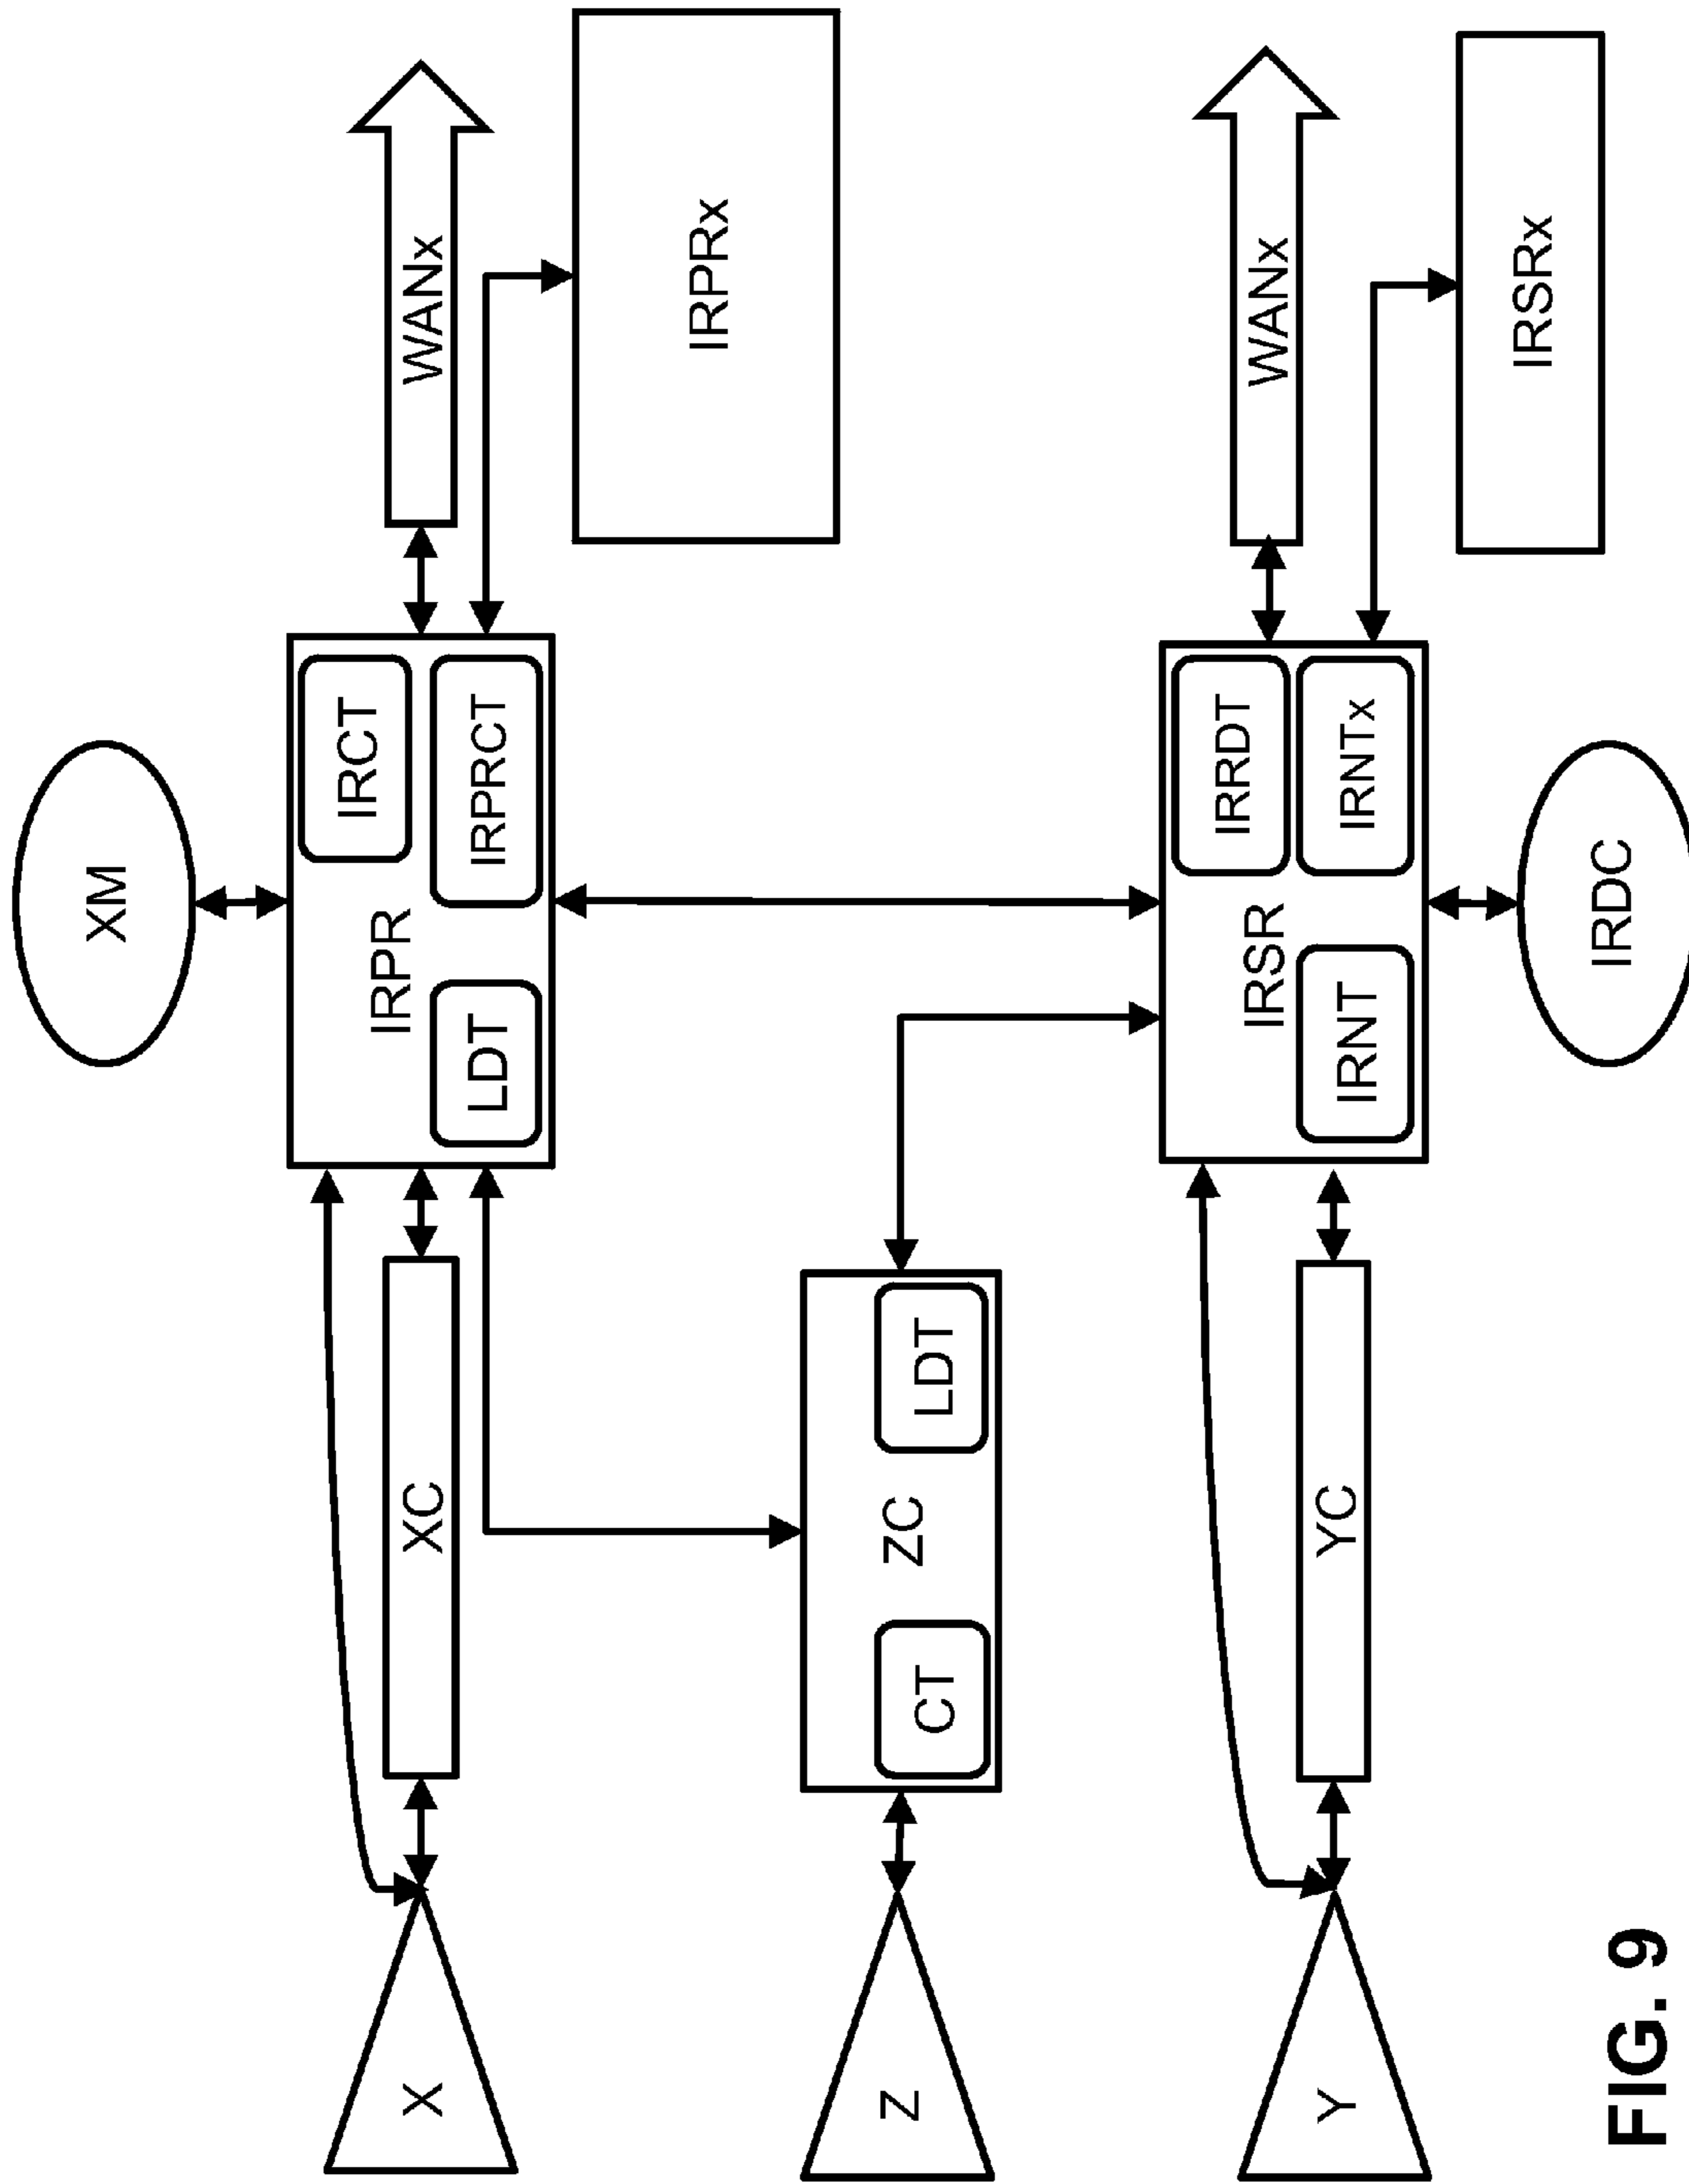 XM
IRCT
IRPR
X
XC
WANx
LDT
IRPRCT
IRPRx
Z
ZC
CT
LDT
IRRDT
IRSR
WANx
Y
YC
IRNT
IRNTx
IRSRx
IRDC
FIG. 9